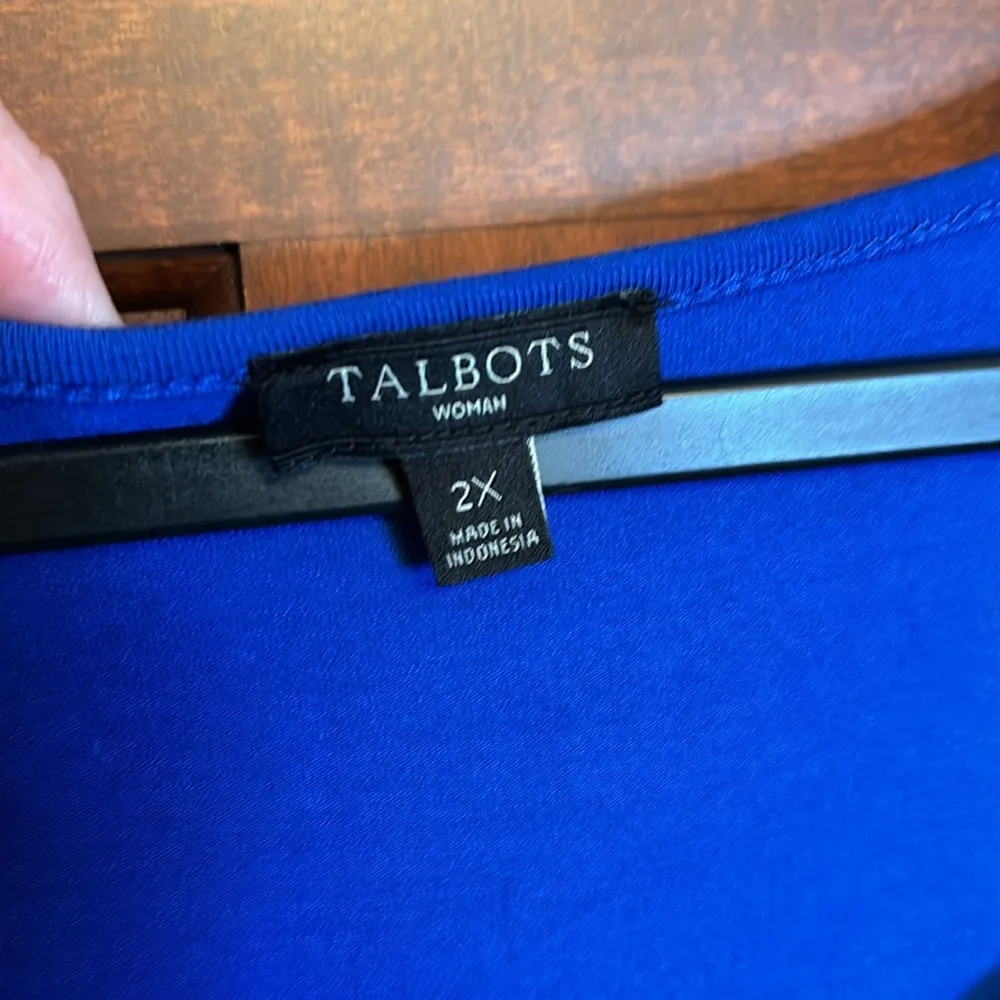 TALBOTS
WOMAN
2X
MADE IN
INDONESIA